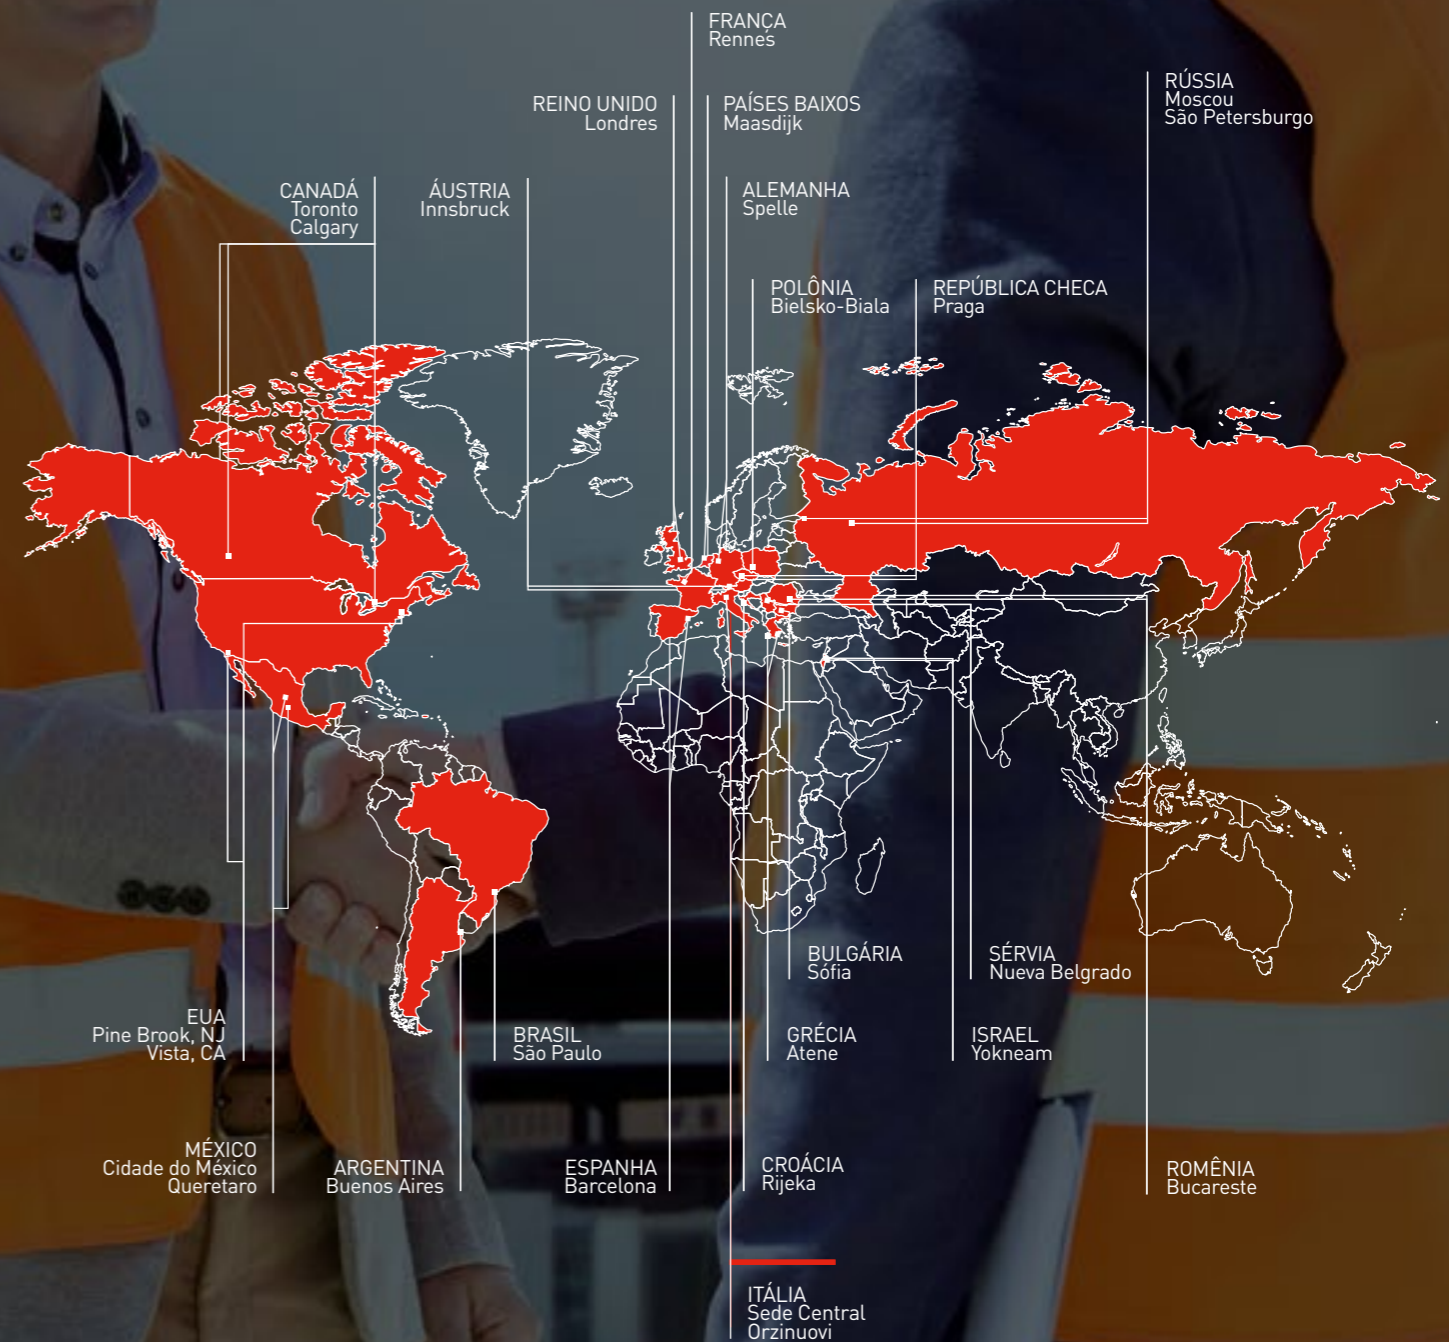 FRANÇA
Rennes
REINO UNIDO
Londres
PAÍSES BAIXOS
Maasdijk
RÚSSIA
Moscou
São Petersburgo
CANADÁ
Toronto
Calgary
ÁUSTRIA
Innsbruck
ALEMANHA
Spelle
POLÔNIA
Bielsko-Biala
REPÚBLICA CHECA
Praga
BULGÁRIA
Sófia
SÉRVIA
Nueva Belgrado
EUA
Pine Brook, NJ
Vista, CA
BRASIL
São Paulo
GRÉCIA
Atene
ISRAEL
Yokneam
MÉXICO
Cidade do México
Queretaro
ARGENTINA
Buenos Aires
ESPANHA
Barcelona
CROÁCIA
Rijeka
ROMÊNIA
Bucareste
ITÁLIA
Sede Central
Orzinuovi